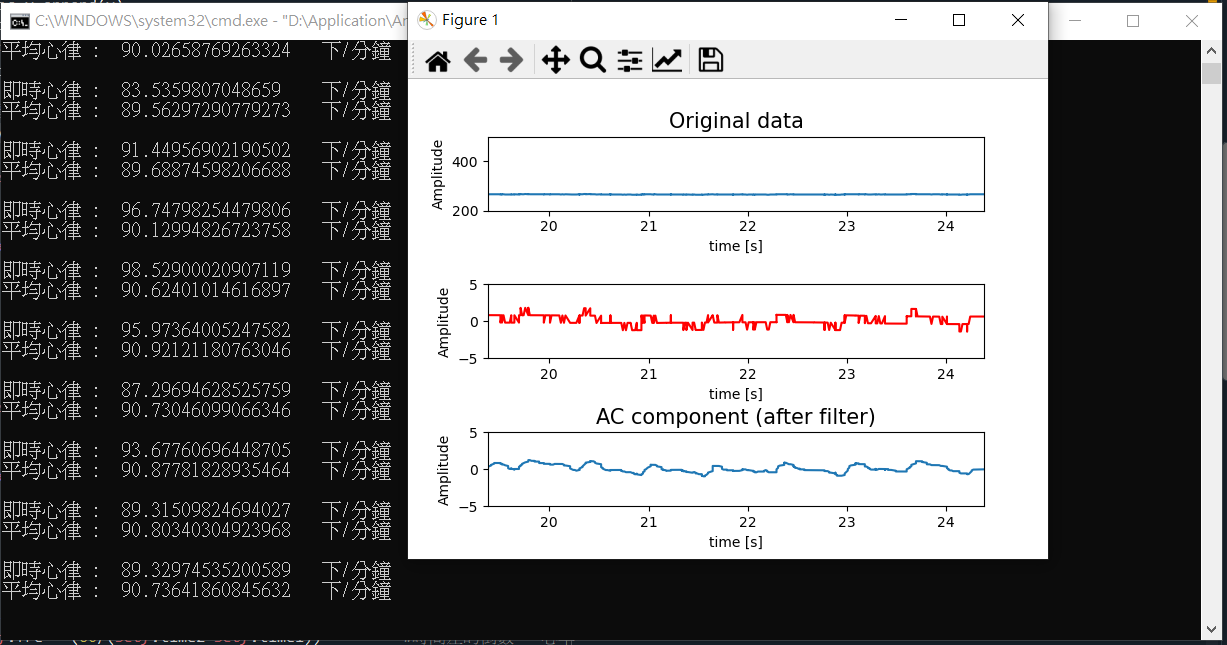 C:\WINDOWS\system32\cmd.exe - "D:\Application\An
平均心律 : 90.02658769263324 下/分鐘
即時心律 : 83.5359807048659 下/分鐘
平均心律 : 89.56297290779273 下/分鐘
即時心律 : 91.44956902190502 下/分鐘
平均心律 : 89.68874598206688 下/分鐘
即時心律 : 96.74798254479806 下/分鐘
平均心律 : 90.12994826723758 下/分鐘
即時心律 : 98.52900020907119 下/分鐘
平均心律 : 90.62401014616897 下/分鐘
即時心律 : 95.97364005247582 下/分鐘
平均心律 : 90.92121180763046 下/分鐘
即時心律 : 87.29694628525759 下/分鐘
平均心律 : 90.73046099066346 下/分鐘
即時心律 : 93.67760696448705 下/分鐘
平均心律 : 90.87781828935464 下/分鐘
即時心律 : 89.31509824694027 下/分鐘
平均心律 : 90.80340304923968 下/分鐘
即時心律 : 89.32974535200589 下/分鐘
平均心律 : 90.73641860845632 下/分鐘
Figure 1
Original data
Amplitude
400
200
20 21 22 23 24
time [s]
Amplitude
5
0
−5
20 21 22 23 24
time [s]
AC component (after filter)
Amplitude
5
0
−5
20 21 22 23 24
time [s]